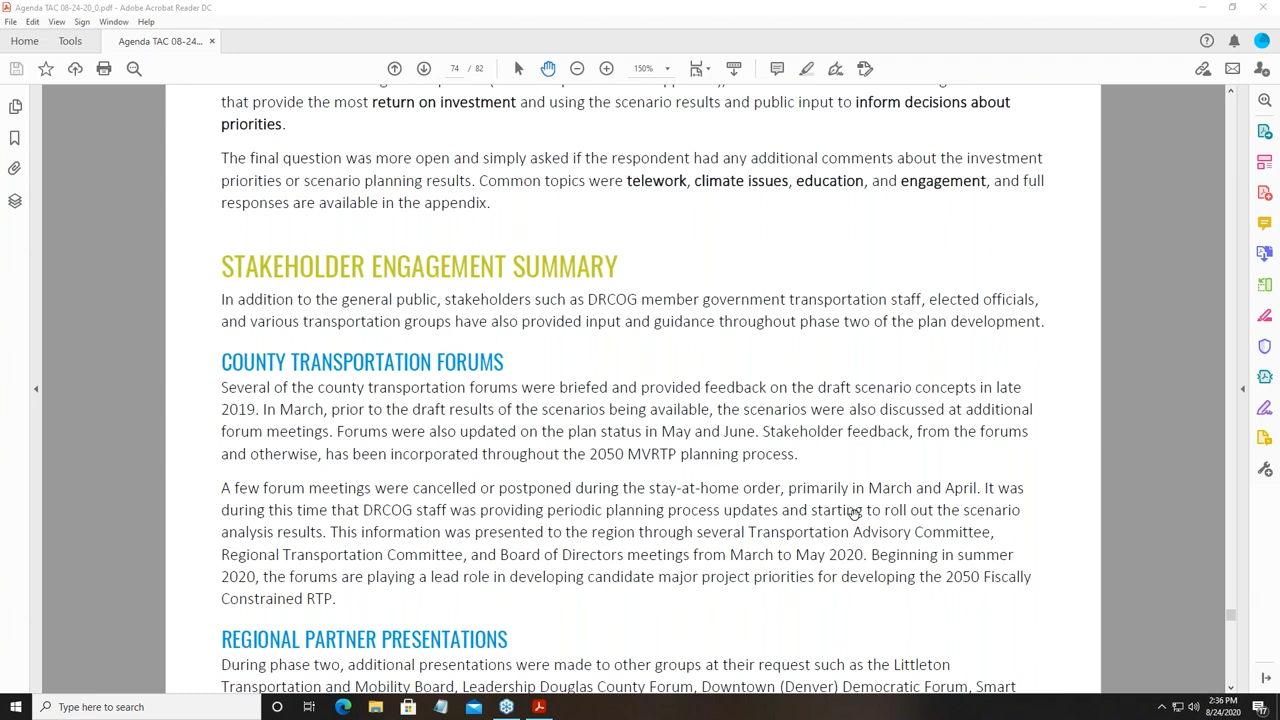 Agenda TAC 08-24-20_0.pdf - Adobe Acrobat Reader DC
File Edit View Sign Window Help
Home Tools Agenda TAC 08-24... ×
74 / 82 150%
that provide the most return on investment and using the scenario results and public input to inform decisions about
priorities.
The final question was more open and simply asked if the respondent had any additional comments about the investment
priorities or scenario planning results. Common topics were telework, climate issues, education, and engagement, and full
responses are available in the appendix.
STAKEHOLDER ENGAGEMENT SUMMARY
In addition to the general public, stakeholders such as DRCOG member government transportation staff, elected officials,
and various transportation groups have also provided input and guidance throughout phase two of the plan development.
COUNTY TRANSPORTATION FORUMS
Several of the county transportation forums were briefed and provided feedback on the draft scenario concepts in late
2019. In March, prior to the draft results of the scenarios being available, the scenarios were also discussed at additional
forum meetings. Forums were also updated on the plan status in May and June. Stakeholder feedback, from the forums
and otherwise, has been incorporated throughout the 2050 MVRTP planning process.
A few forum meetings were cancelled or postponed during the stay-at-home order, primarily in March and April. It was
during this time that DRCOG staff was providing periodic planning process updates and starting to roll out the scenario
analysis results. This information was presented to the region through several Transportation Advisory Committee,
Regional Transportation Committee, and Board of Directors meetings from March to May 2020. Beginning in summer
2020, the forums are playing a lead role in developing candidate major project priorities for developing the 2050 Fiscally
Constrained RTP.
REGIONAL PARTNER PRESENTATIONS
During phase two, additional presentations were made to other groups at their request such as the Littleton
Transportation and Mobility Board, Leadership Douglas County Forum, Downtown (Denver) Democratic Forum, Smart
Type here to search
2:36 PM
8/24/2020
17